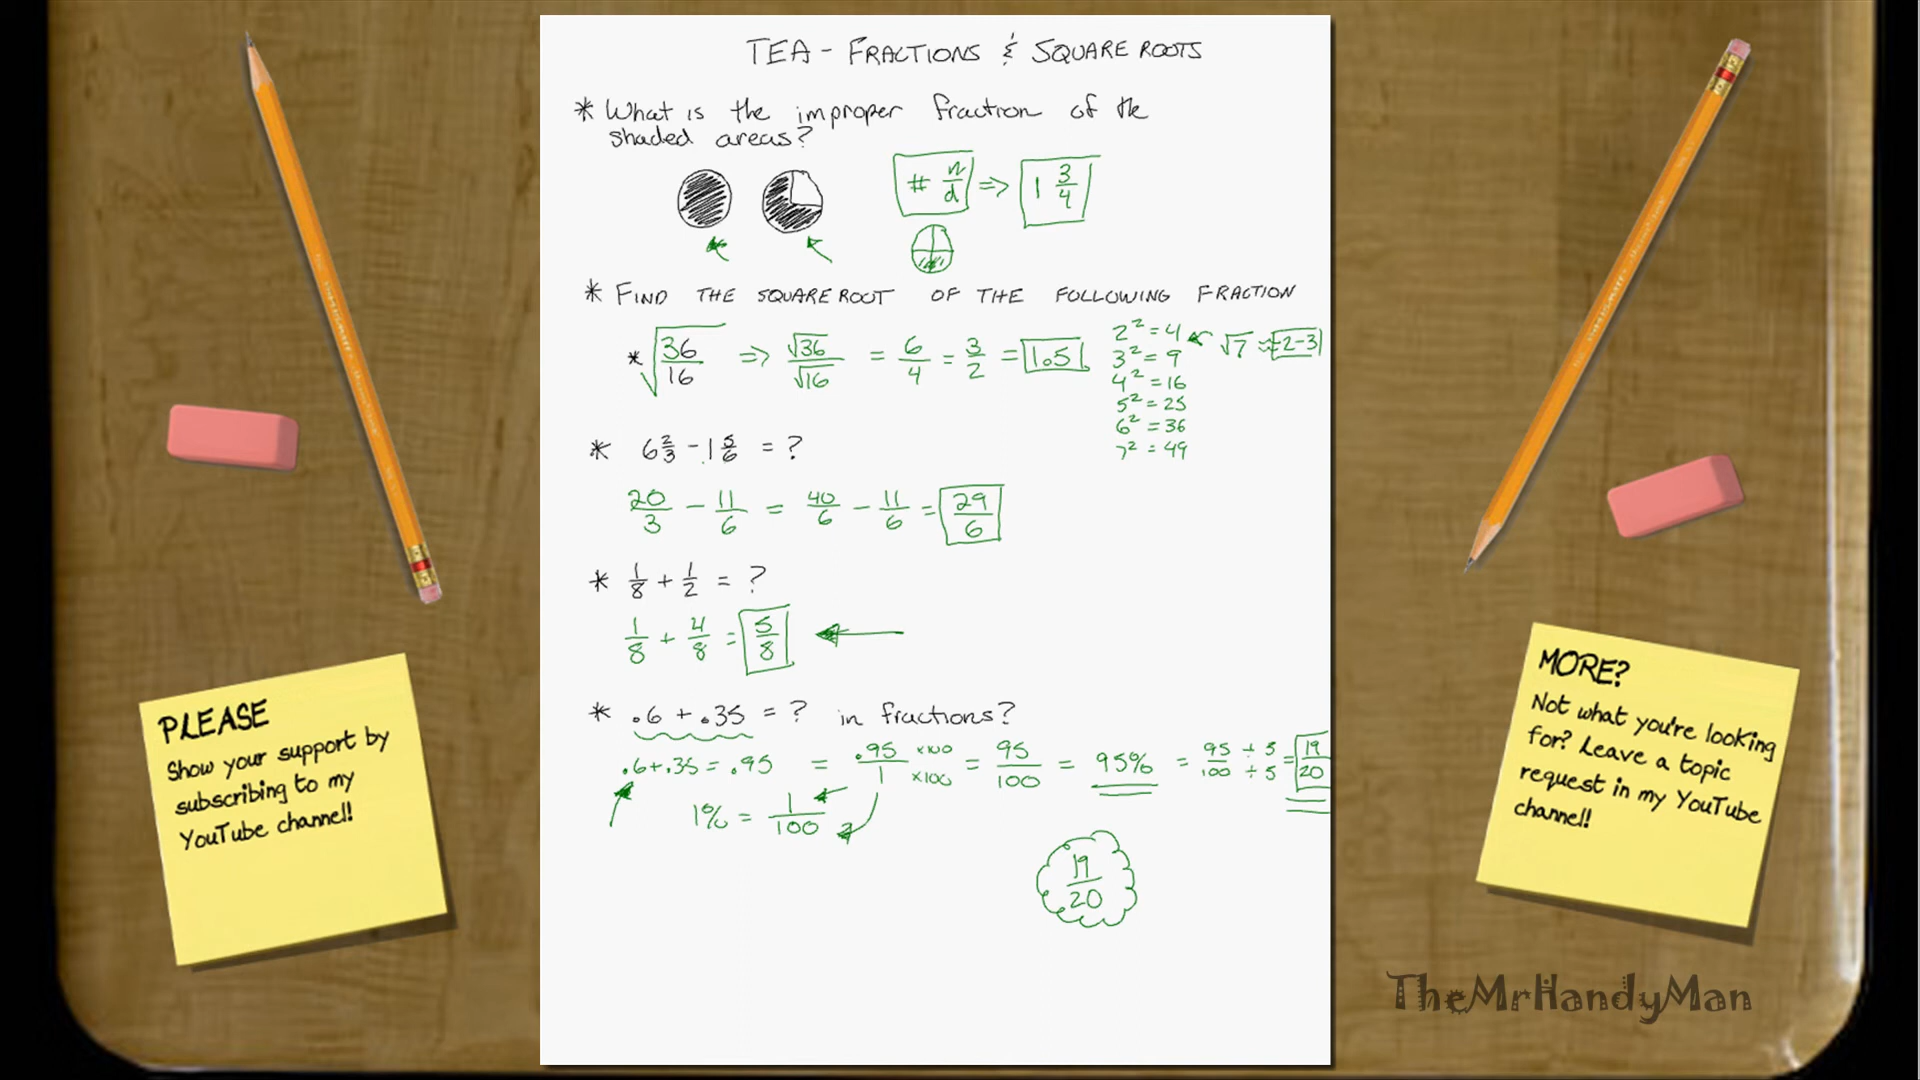 TEA - FRACTIONS & SQUARE ROOTS
* What is the improper fraction of the
shaded areas?
# n/d => 1 3/4
* FIND THE SQUARE ROOT OF THE FOLLOWING FRACTION
* √36/16 => √36/√16 = 6/4 = 3/2 = 1.5
2² = 4 √7 ≈ 2-3
3² = 9
4² = 16
5² = 25
6² = 36
7² = 49
* 6 2/3 - 1 5/6 = ?
20/3 - 11/6 = 40/6 - 11/6 = 29/6
* 1/8 + 1/2 = ?
1/8 + 4/8 = 5/8
* .6 + .35 = ? in fractions?
.6 + .35 = .95 = .95/1 ×100/×100 = 95/100 = 95% = 95/100 ÷5/÷5 = 19/20
1% = 1/100
19/20
PLEASE
Show your support by
subscribing to my
YouTube channel!
MORE?
Not what you're looking
for? Leave a topic
request in my YouTube
channel!
TheMrHandyMan